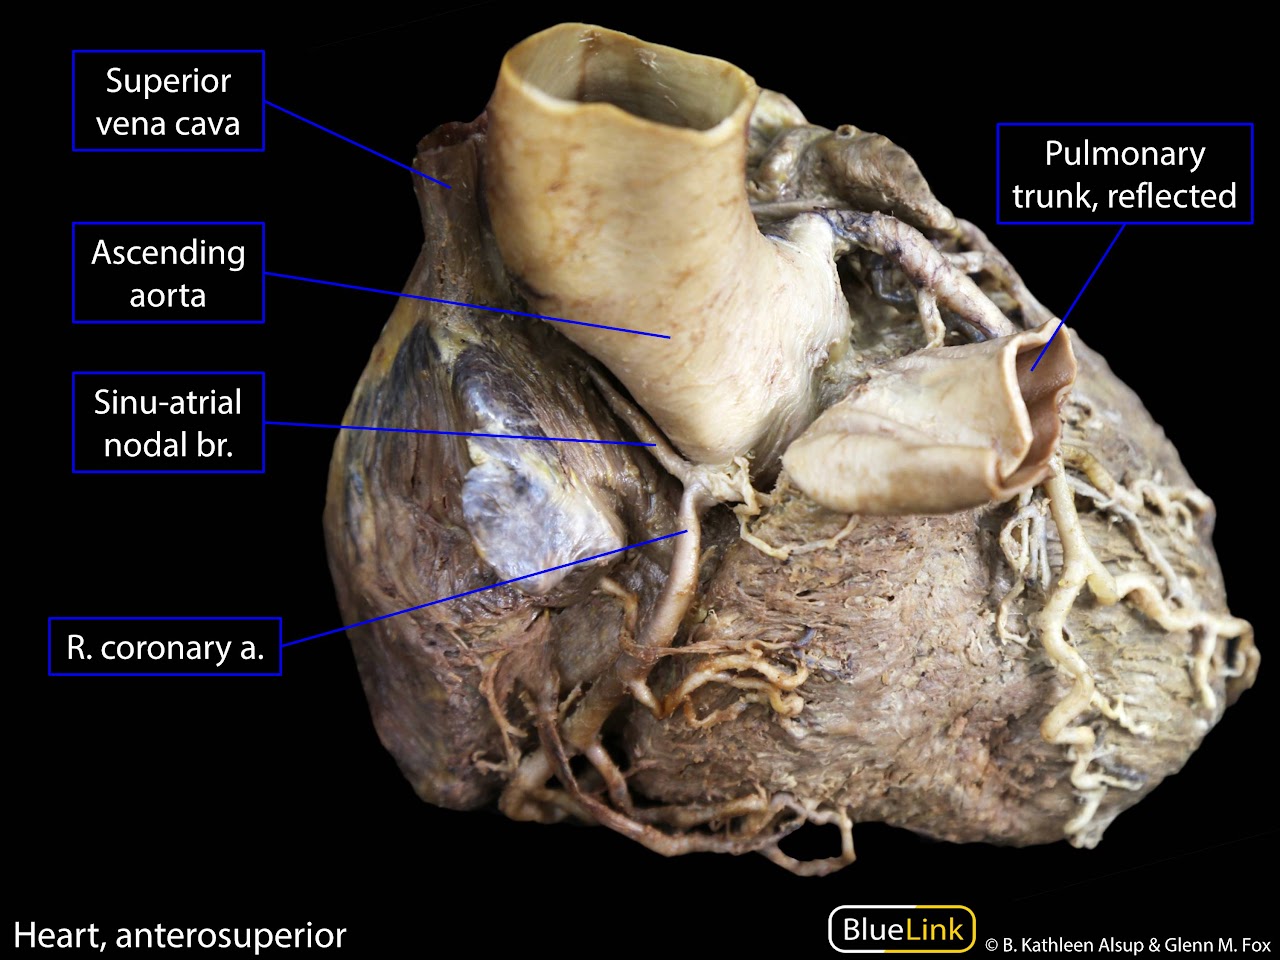 Superior
vena cava
Pulmonary
trunk, reflected
Ascending
aorta
Sinu-atrial
nodal br.
R. coronary a.
Heart, anterosuperior
BlueLink
© B. Kathleen Alsup & Glenn M. Fox